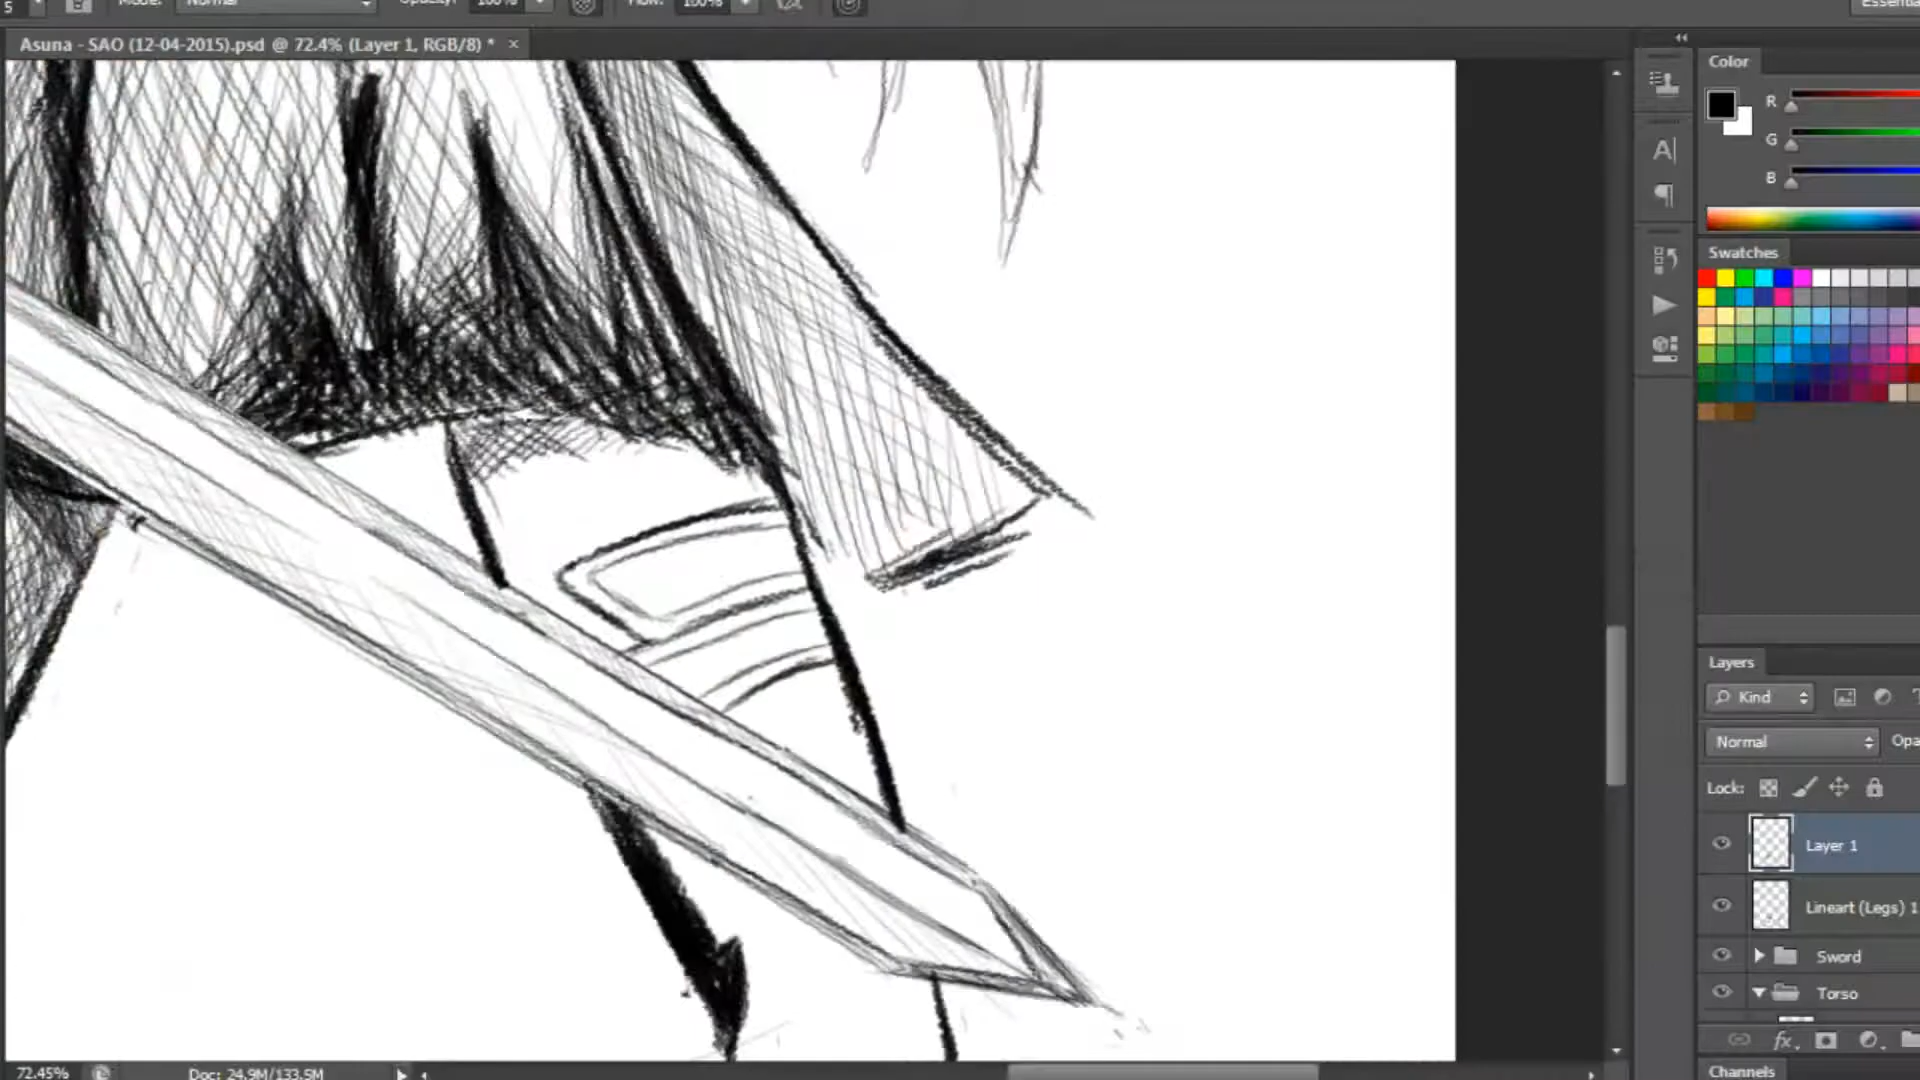 5 Mode: Normal Opacity: 100% Flow: 100% Essentia
Asuna - SAO (12-04-2015).psd @ 72.4% (Layer 1, RGB/8) * ×
Color
R
G
B
Swatches
Layers
Kind
Normal Opa
Lock:
Layer 1
Lineart (Legs) 1
Sword
Torso
fx
Channels
72.45% Doc: 24.9M/133.5M